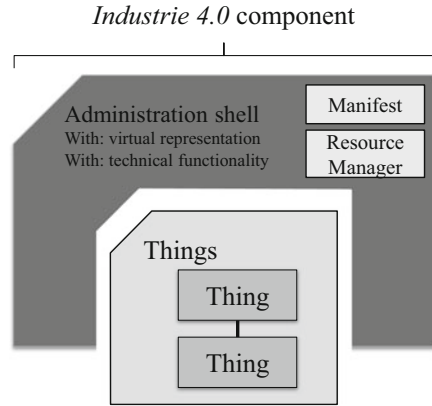 Industrie 4.0 component
Administration shell
With: virtual representation
With: technical functionality
Manifest
Resource
Manager
Things
Thing
Thing